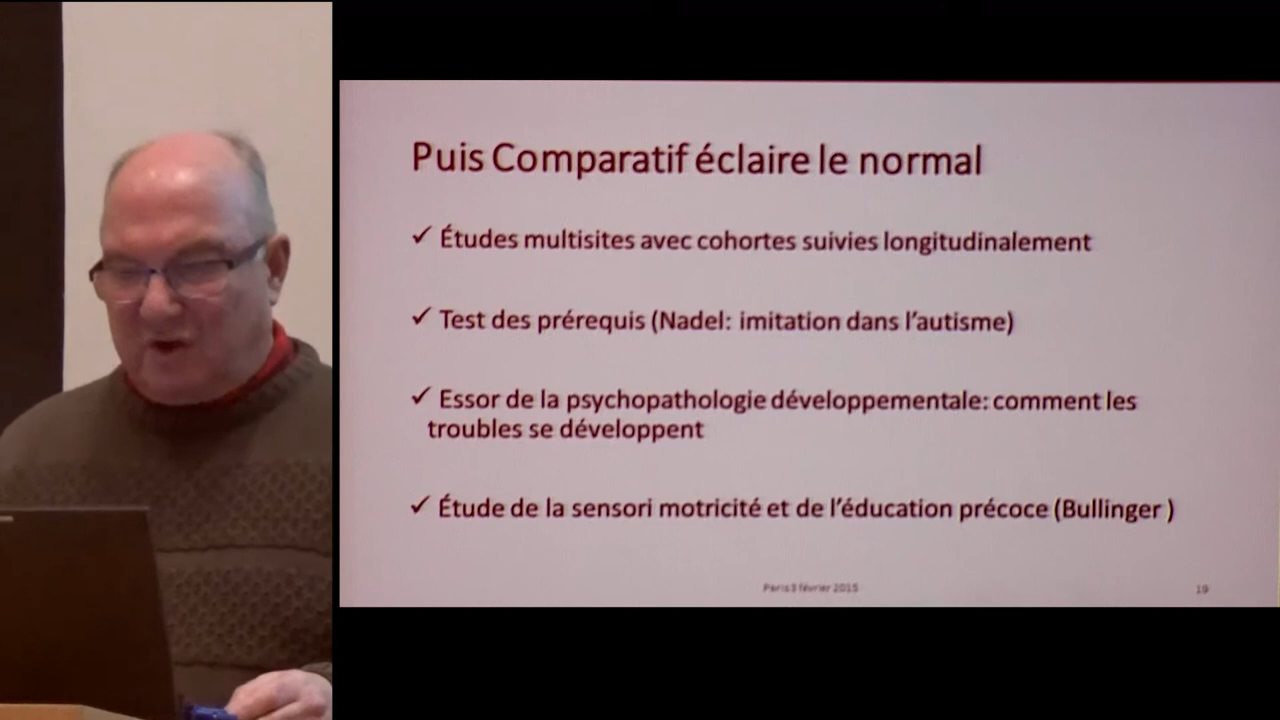 Puis Comparatif éclaire le normal
✓ Études multisites avec cohortes suivies longitudinalement
✓ Test des prérequis (Nadel: imitation dans l'autisme)
✓ Essor de la psychopathologie développementale: comment les
troubles se développent
✓ Étude de la sensori motricité et de l'éducation précoce (Bullinger )
février 2015
19